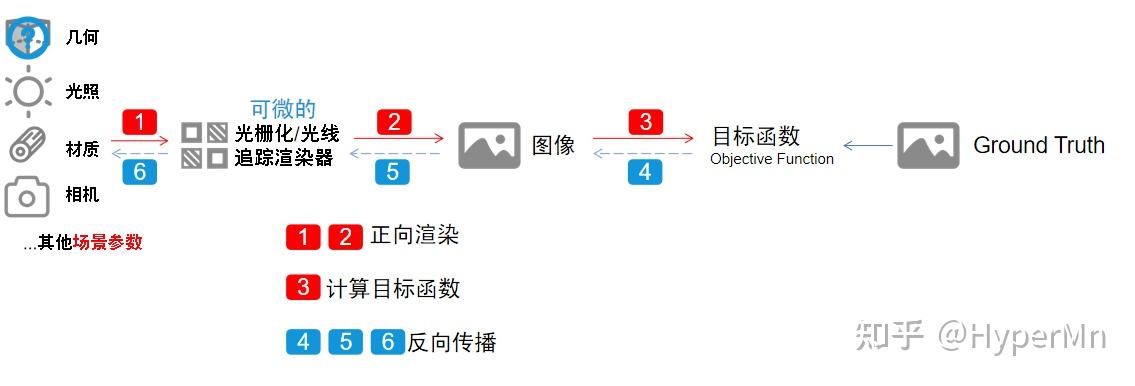 几何
光照
材质
相机
...其他场景参数
1
6
可微的
光栅化/光线
追踪渲染器
2
5
图像
3
4
目标函数
Objective Function
Ground Truth
1 2 正向渲染
3 计算目标函数
4 5 6 反向传播
知乎 @HyperMn